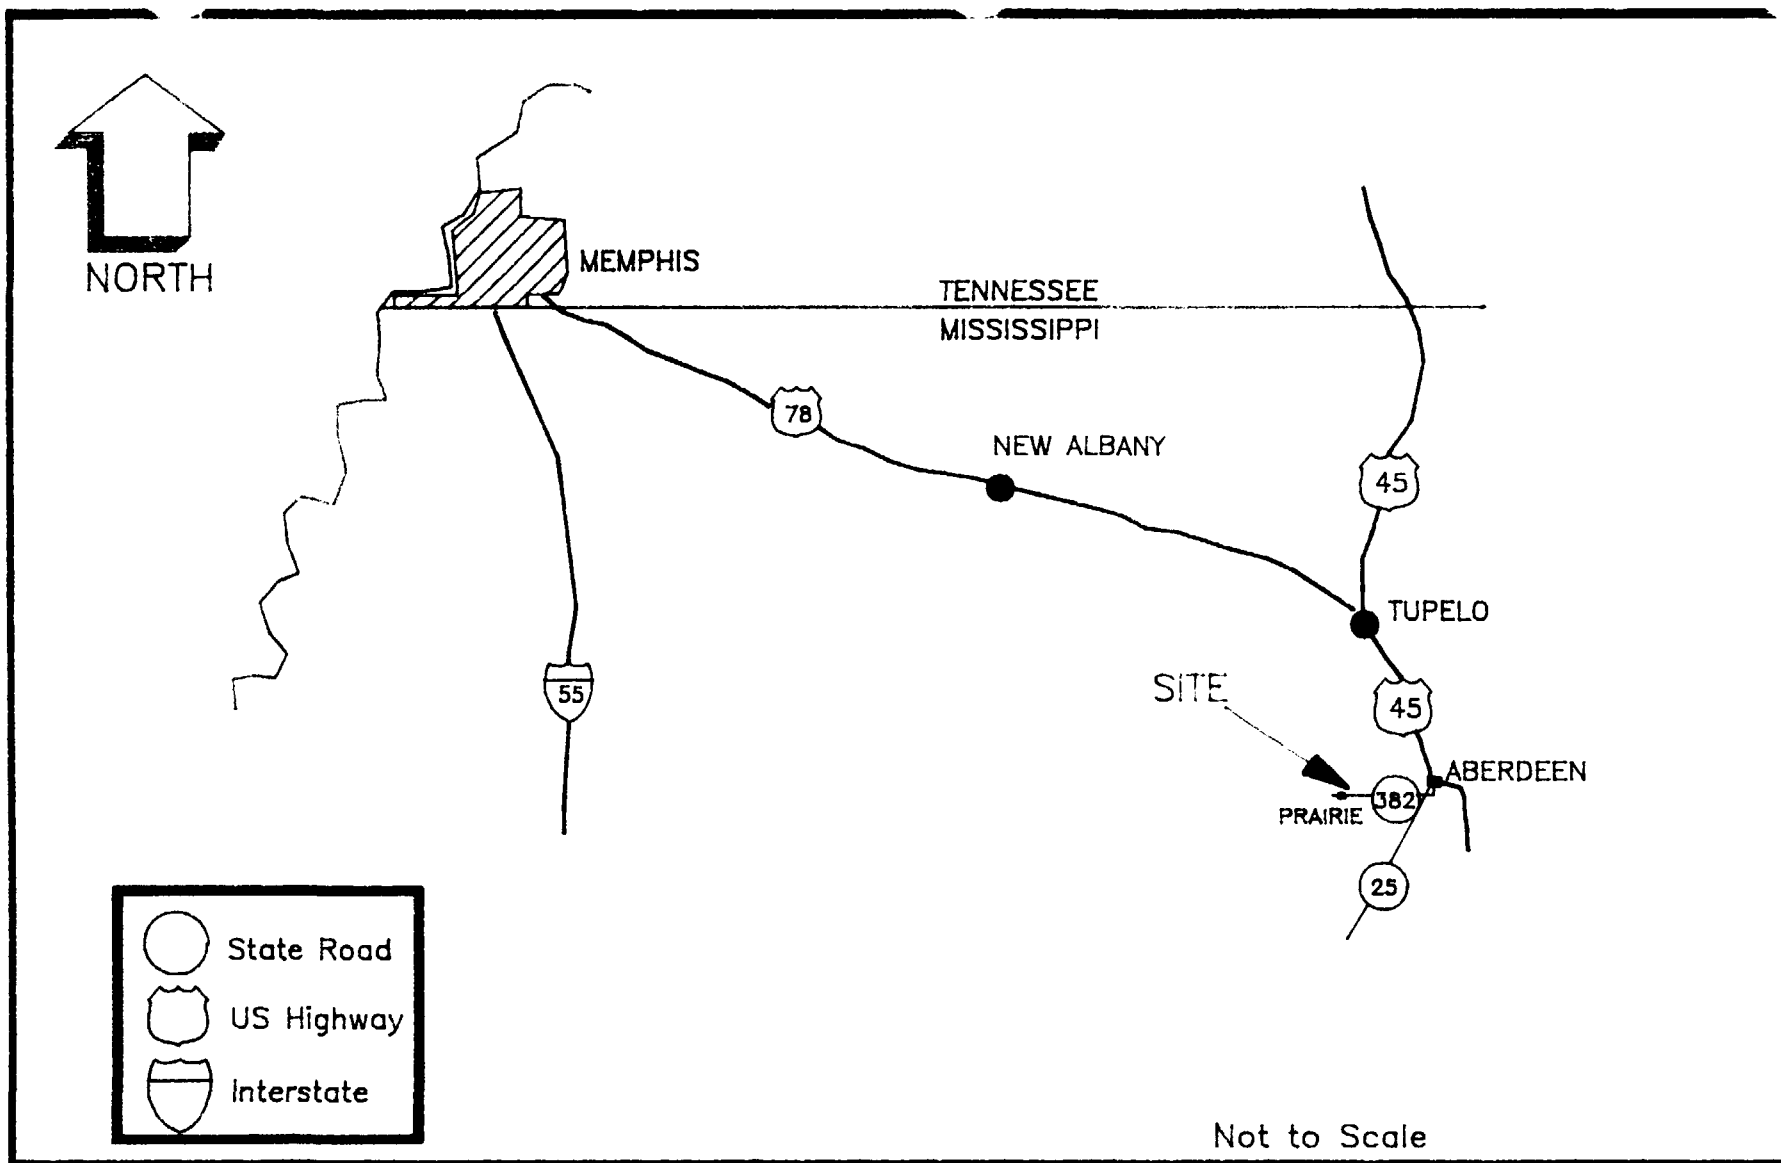 NORTH
MEMPHIS
TENNESSEE
MISSISSIPPI
78
NEW ALBANY
45
TUPELO
55
SITE
45
ABERDEEN
382
PRAIRIE
25
State Road
US Highway
Interstate
Not to Scale